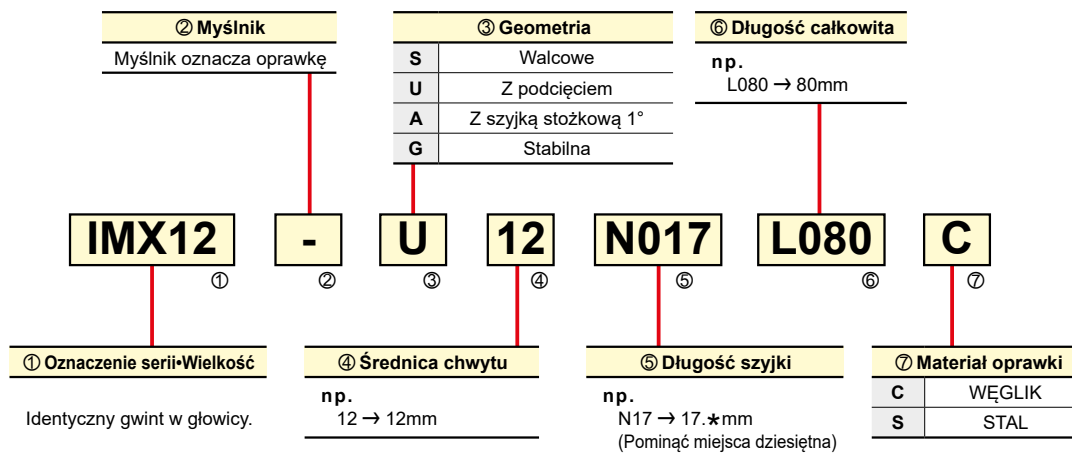 ② Myślnik
Myślnik oznacza oprawkę
③ Geometria
S Walcowe
U Z podcięciem
A Z szyjką stożkową 1°
G Stabilna
⑥ Długość całkowita
np.
L080 → 80mm
IMX12 - U 12 N017 L080 C
① ② ③ ④ ⑤ ⑥ ⑦
① Oznaczenie serii•Wielkość
Identyczny gwint w głowicy.
④ Średnica chwytu
np.
12 → 12mm
⑤ Długość szyjki
np.
N17 → 17.★mm
(Pominąć miejsca dziesiętna)
⑦ Materiał oprawki
C WĘGLIK
S STAL